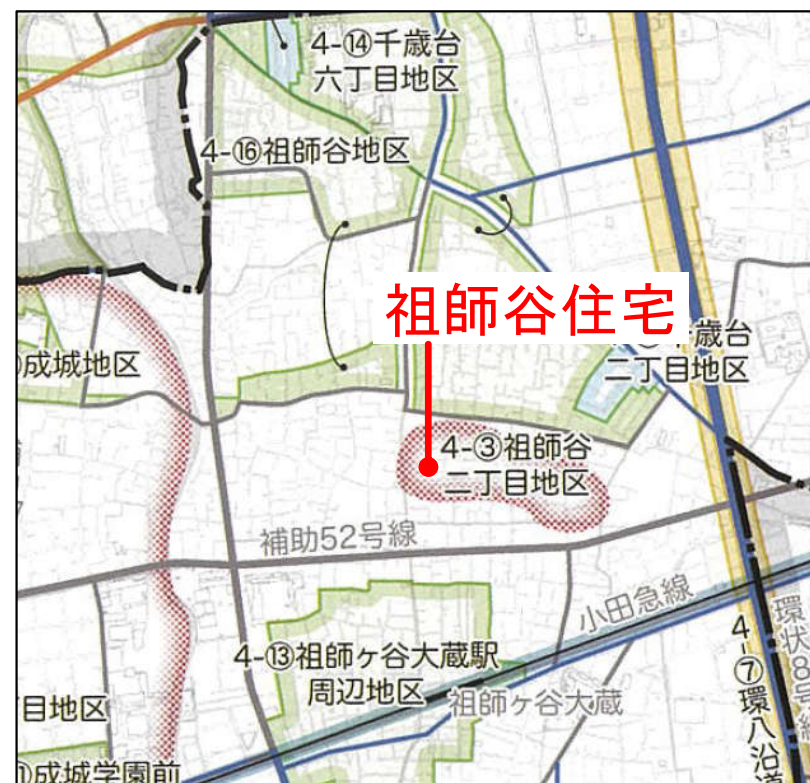 4-⑭千歳台
六丁目地区
4-⑯祖師谷地区
祖師谷住宅
歳台
二丁目地区
成城地区
4-③祖師谷
二丁目地区
補助52号線
小田急線
4-⑬祖師ヶ谷大蔵駅
周辺地区
祖師ヶ谷大蔵
環状8号線
4-⑦環八沿道
目地区
成城学園前